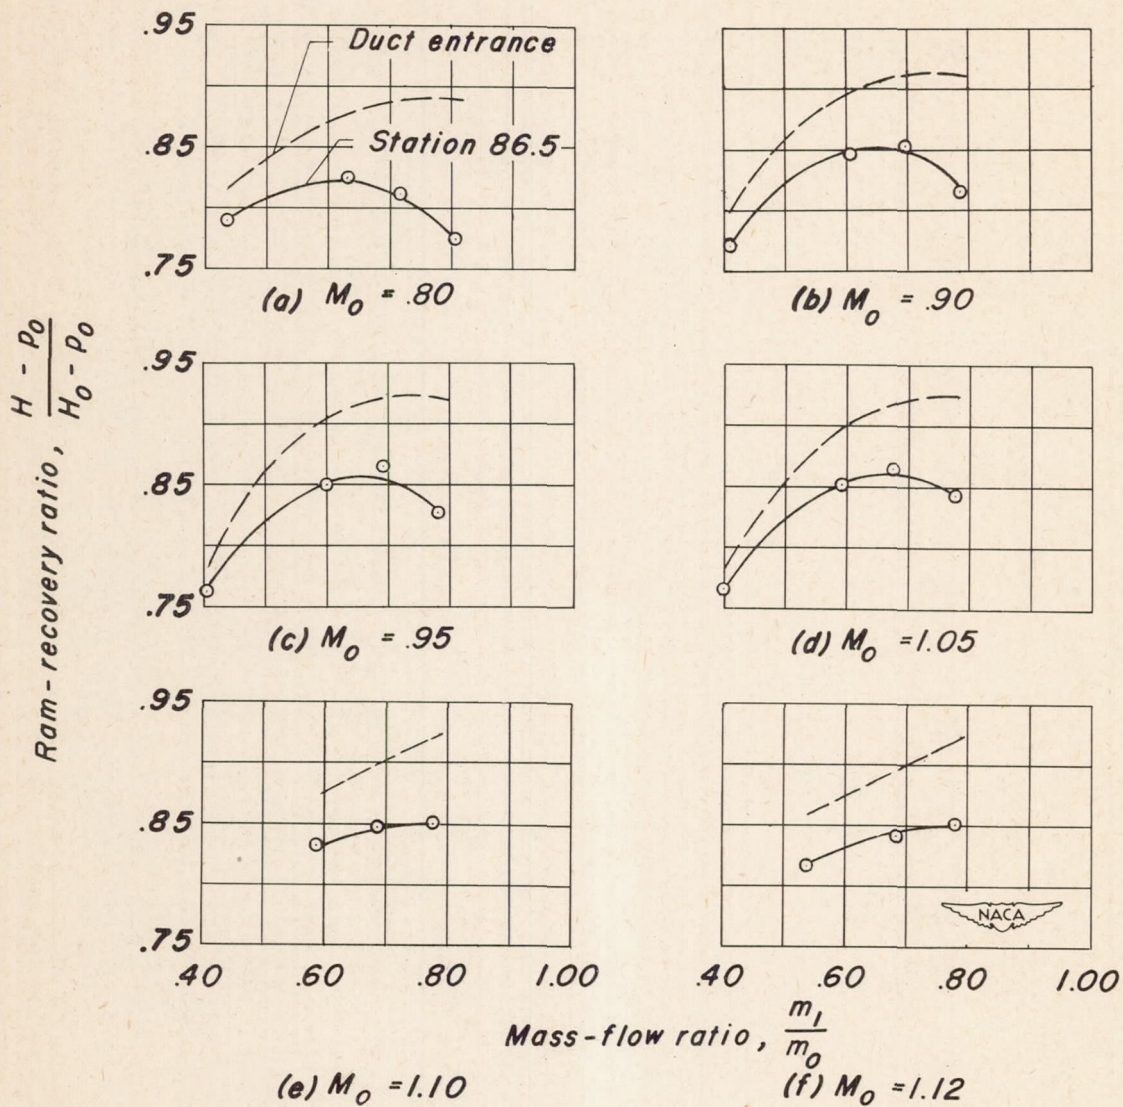 .95
Duct entrance
.85
Station 86.5
.75
(a) M₀ = .80
(b) M₀ = .90
.95
.85
.75
(c) M₀ = .95
(d) M₀ =1.05
Ram-recovery ratio, H - p₀ / H₀ - p₀
.95
.85
.75
NACA
.40 .60 .80 1.00
.40 .60 .80 1.00
Mass-flow ratio, m₁ / m₀
(e) M₀ =1.10
(f) M₀ =1.12